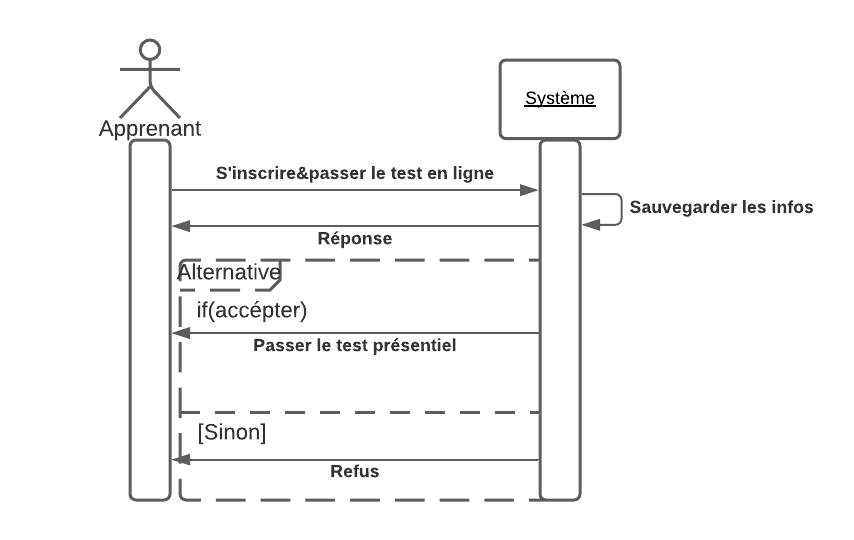 Apprenant
Système
S'inscrire&passer le test en ligne
Sauvegarder les infos
Réponse
Alternative
if(accépter)
Passer le test présentiel
[Sinon]
Refus